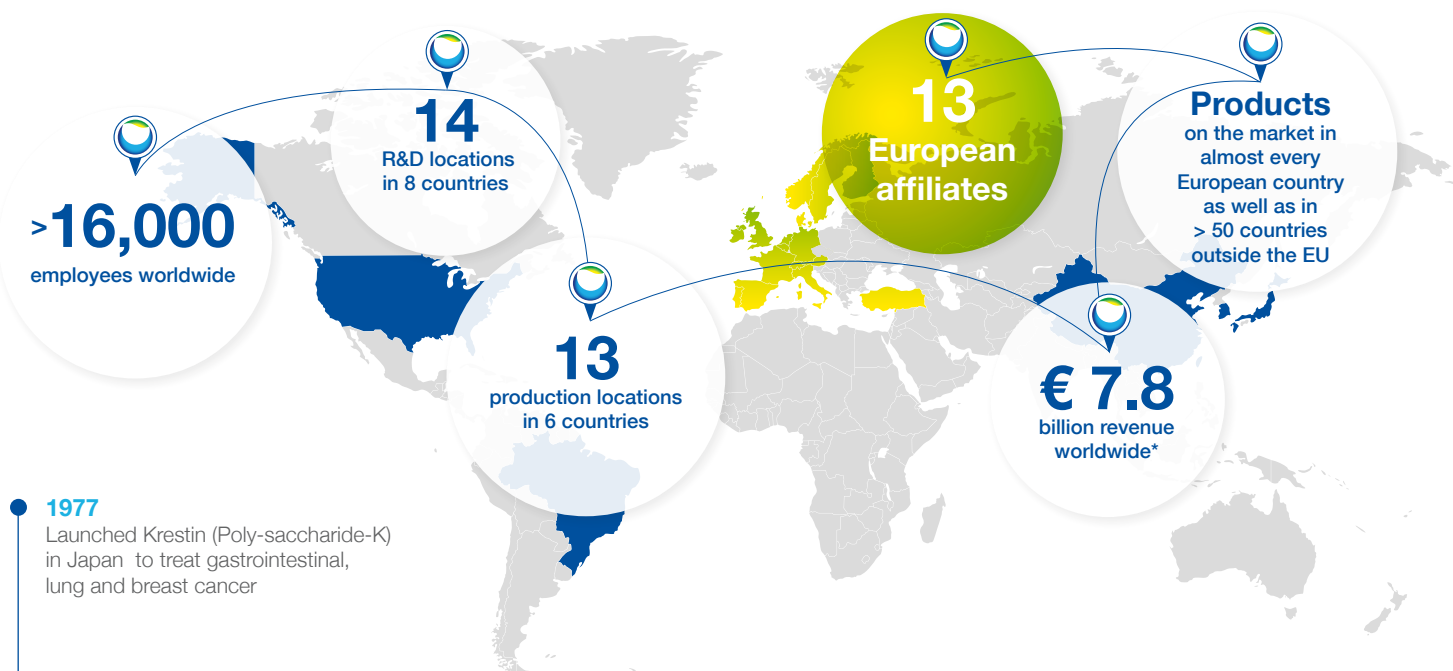 >16,000
employees worldwide
14
R&D locations
in 8 countries
13
production locations
in 6 countries
13
European
affiliates
Products
on the market in
almost every
European country
as well as in
> 50 countries
outside the EU
€ 7.8
billion revenue
worldwide*
1977
Launched Krestin (Poly-saccharide-K)
in Japan  to treat gastrointestinal,
lung and breast cancer